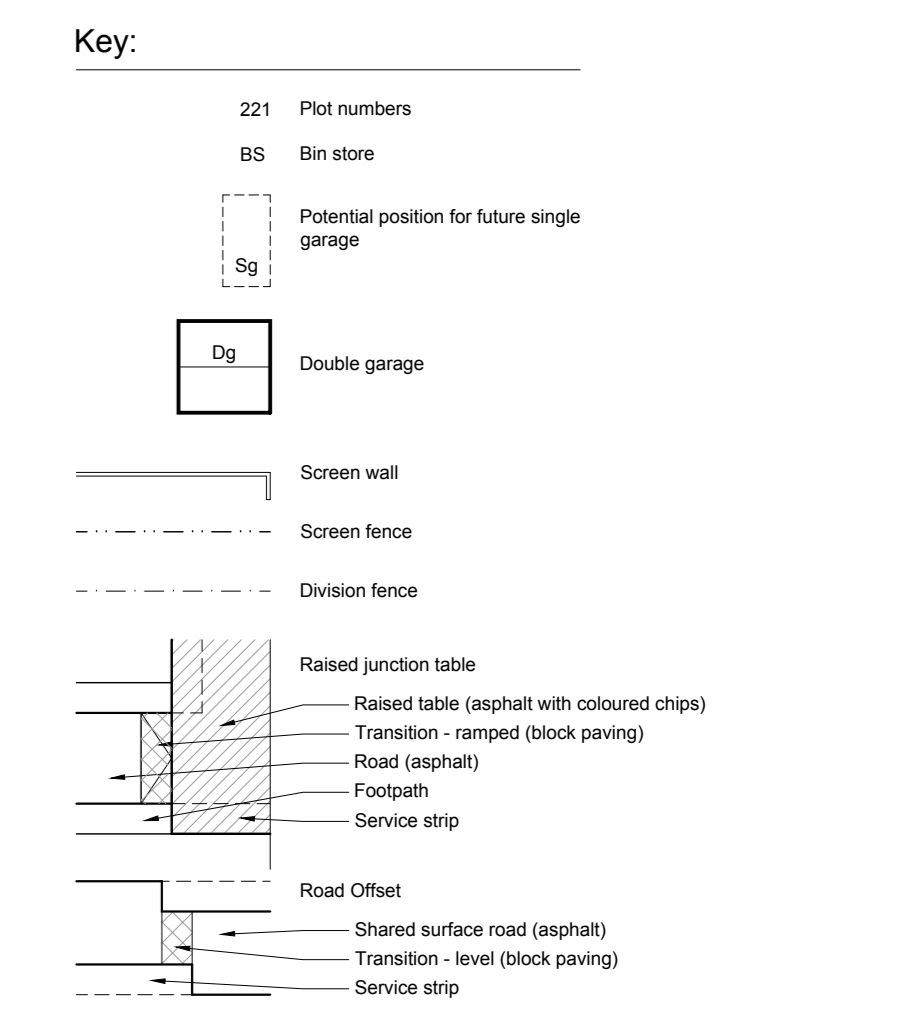 Key:
221 Plot numbers
BS Bin store
Potential position for future single
garage
Sg
Dg
Double garage
Screen wall
Screen fence
Division fence
Raised junction table
Raised table (asphalt with coloured chips)
Transition - ramped (block paving)
Road (asphalt)
Footpath
Service strip
Road Offset
Shared surface road (asphalt)
Transition - level (block paving)
Service strip